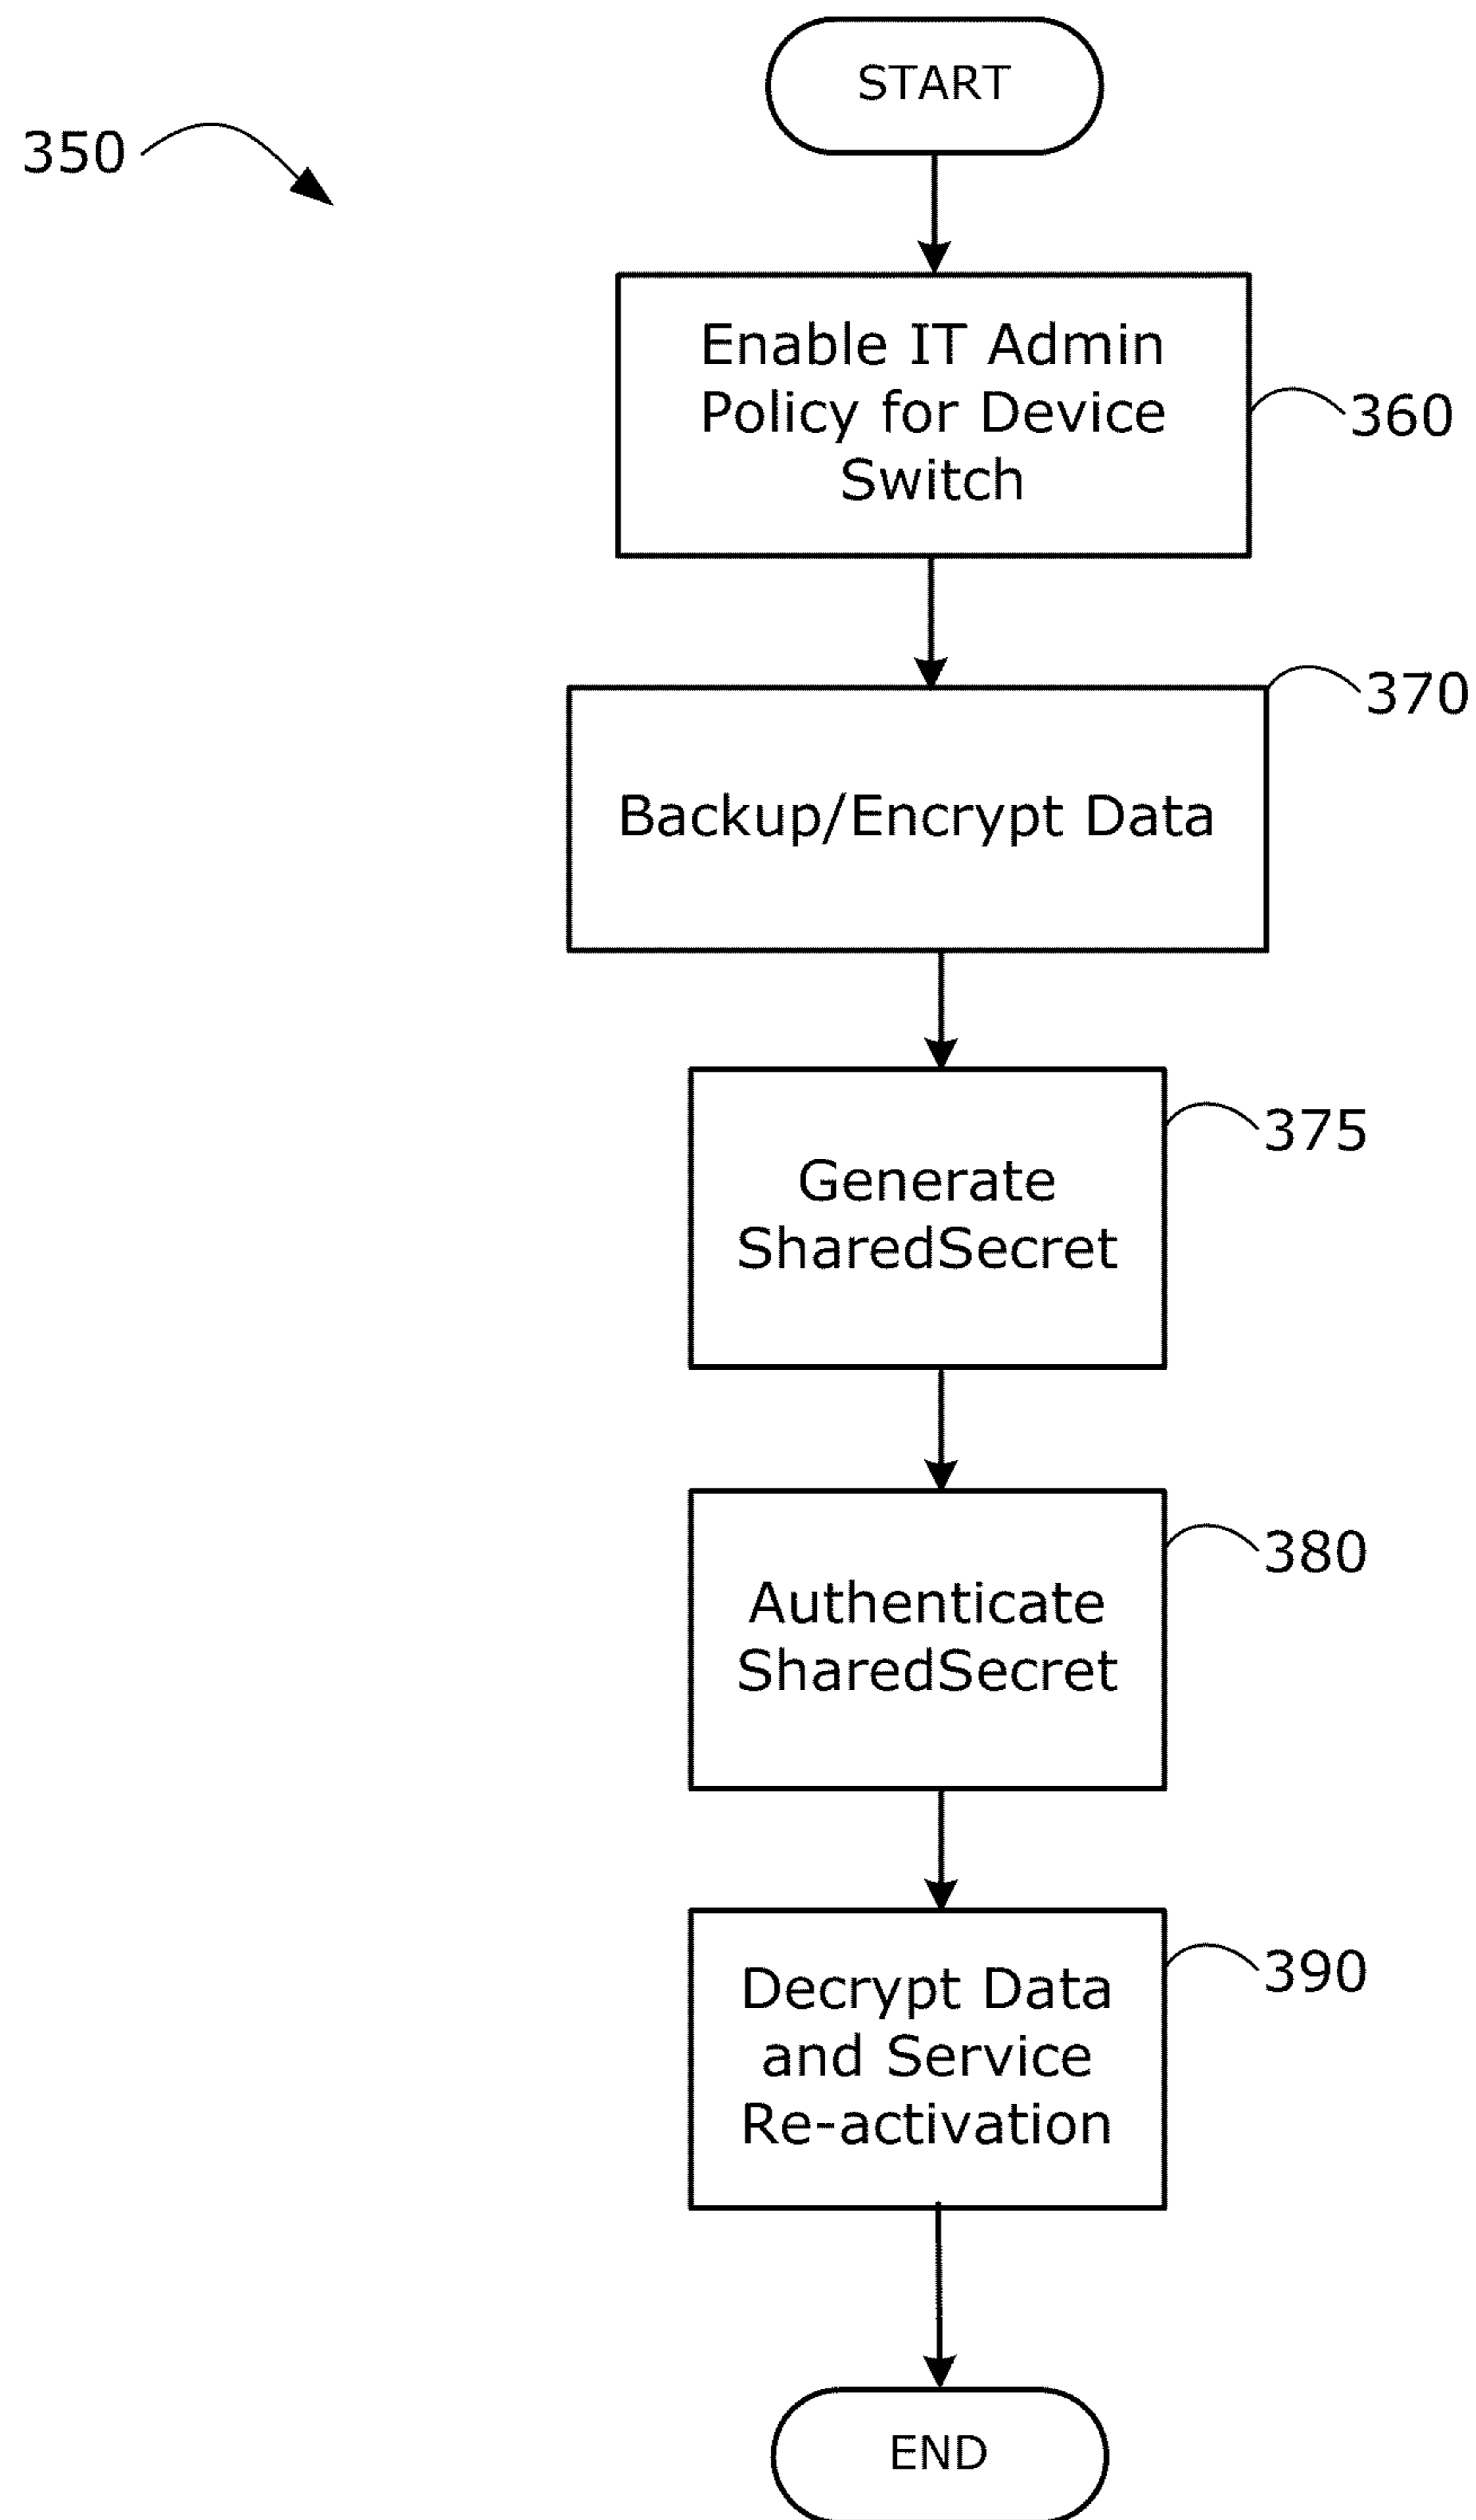 START
350
Enable IT Admin
Policy for Device
Switch
360
370
Backup/Encrypt Data
375
Generate
SharedSecret
380
Authenticate
SharedSecret
390
Decrypt Data
and Service
Re-activation
END